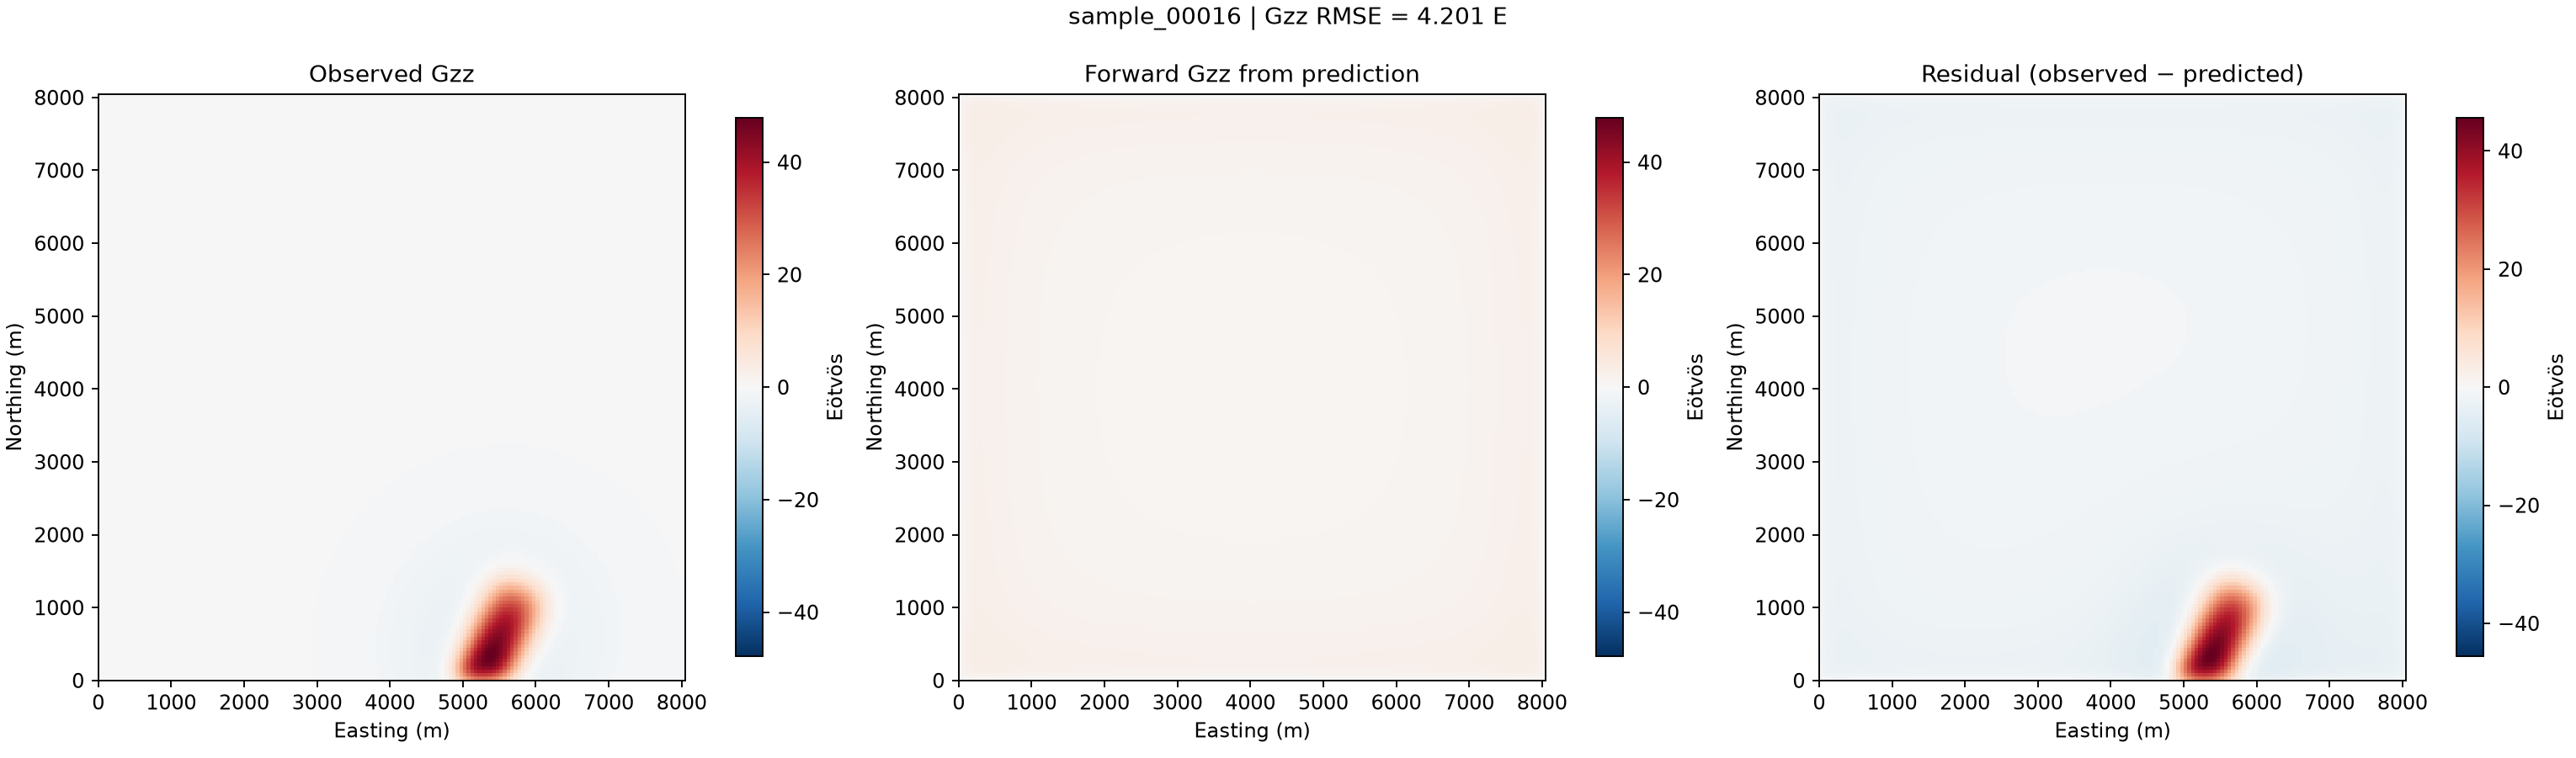 sample_00016 | Gzz RMSE = 4.201 E
Observed Gzz
8000
7000
6000
5000
4000
3000
2000
1000
0
0 1000 2000 3000 4000 5000 6000 7000 8000
Easting (m)
Northing (m)
40
20
0
−20
−40
Eötvös
Forward Gzz from prediction
8000
7000
6000
5000
4000
3000
2000
1000
0
0 1000 2000 3000 4000 5000 6000 7000 8000
Easting (m)
Northing (m)
40
20
0
−20
−40
Eötvös
Residual (observed − predicted)
8000
7000
6000
5000
4000
3000
2000
1000
0
0 1000 2000 3000 4000 5000 6000 7000 8000
Easting (m)
Northing (m)
40
20
0
−20
−40
Eötvös